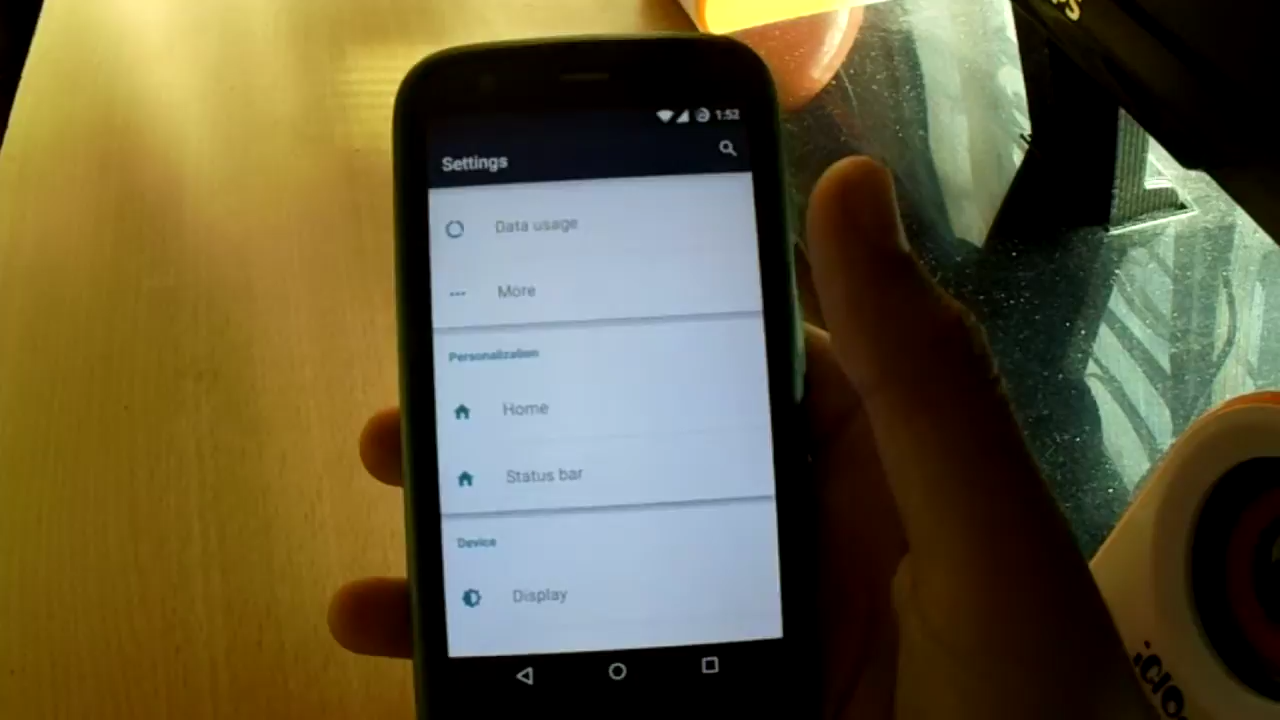 1:52
Settings
Data usage
More
Personalization
Home
Status bar
Device
Display